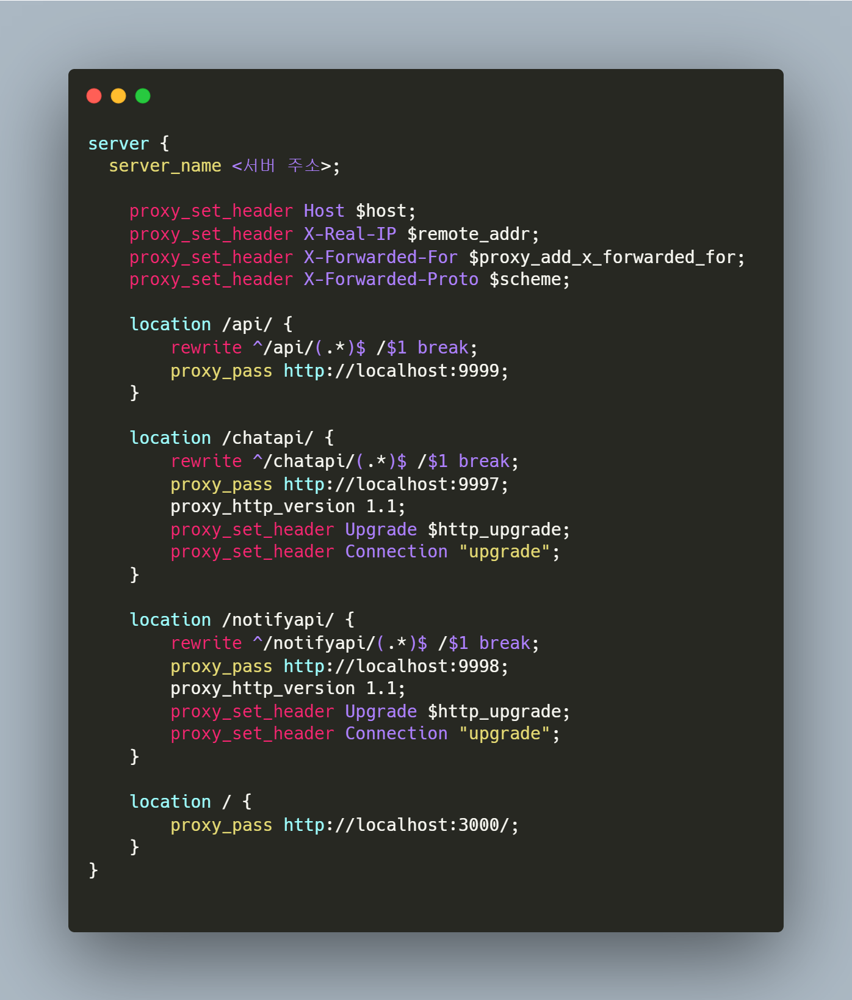 server {
  server_name <서버 주소>;

    proxy_set_header Host $host;
    proxy_set_header X-Real-IP $remote_addr;
    proxy_set_header X-Forwarded-For $proxy_add_x_forwarded_for;
    proxy_set_header X-Forwarded-Proto $scheme;

    location /api/ {
        rewrite ^/api/(.*)$ /$1 break;
        proxy_pass http://localhost:9999;
    }

    location /chatapi/ {
        rewrite ^/chatapi/(.*)$ /$1 break;
        proxy_pass http://localhost:9997;
        proxy_http_version 1.1;
        proxy_set_header Upgrade $http_upgrade;
        proxy_set_header Connection "upgrade";
    }

    location /notifyapi/ {
        rewrite ^/notifyapi/(.*)$ /$1 break;
        proxy_pass http://localhost:9998;
        proxy_http_version 1.1;
        proxy_set_header Upgrade $http_upgrade;
        proxy_set_header Connection "upgrade";
    }

    location / {
        proxy_pass http://localhost:3000/;
    }
}